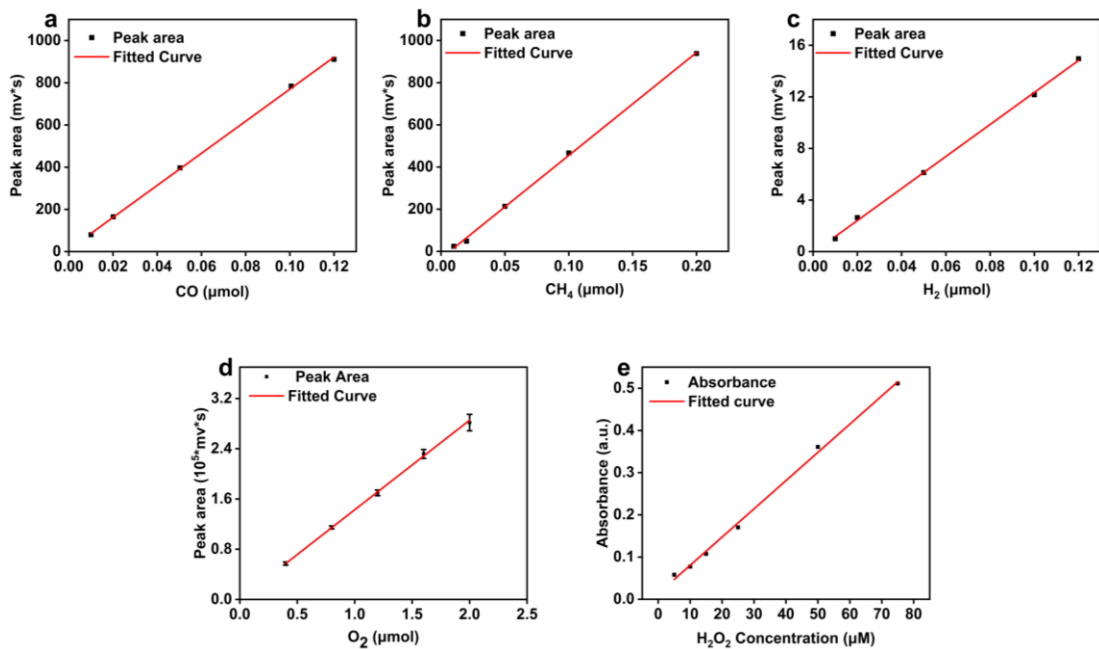 a
Peak area
Fitted Curve
1000
800
600
400
200
0
0.00 0.02 0.04 0.06 0.08 0.10 0.12
Peak area (mv*s)
CO (μmol)
b
Peak area
Fitted Curve
1000
800
600
400
200
0
0.00 0.05 0.10 0.15 0.20
Peak area (mv*s)
CH₄ (μmol)
c
Peak area
Fitted Curve
16
12
8
4
0
0.00 0.02 0.04 0.06 0.08 0.10 0.12
Peak area (mv*s)
H₂ (μmol)
d
Peak Area
Fitted Curve
3.2
2.4
1.6
0.8
0.0
0.0 0.5 1.0 1.5 2.0 2.5
Peak area (10⁵*mv*s)
O₂ (μmol)
e
Absorbance
Fitted curve
0.5
0.4
0.3
0.2
0.1
0.0
0 10 20 30 40 50 60 70 80
Absorbance (a.u.)
H₂O₂ Concentration (μM)